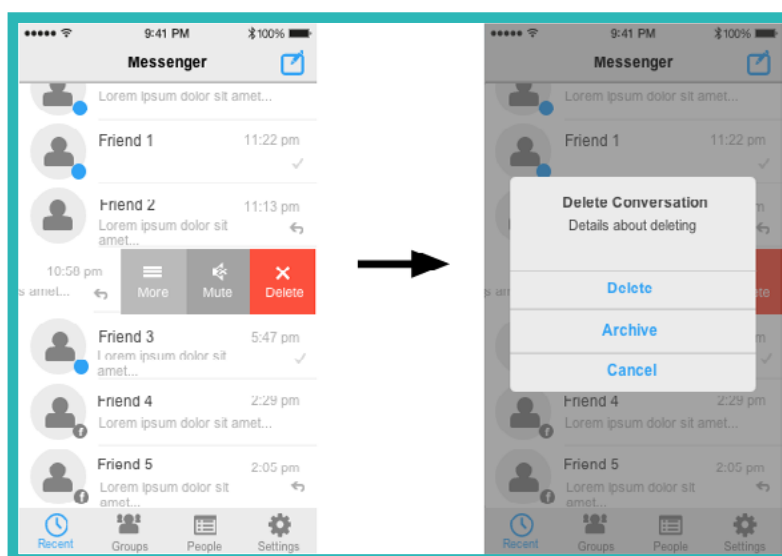 9:41 PM
100%
Messenger
Lorem ipsum dolor sit amet...
Friend 1
11:22 pm
Friend 2
11:13 pm
Lorem ipsum dolor sit
amet...
10:58 pm
s amet...
More
Mute
Delete
Friend 3
5:47 pm
Lorem ipsum dolor sit
amet...
Friend 4
2:29 pm
Lorem ipsum dolor sit amet...
Friend 5
2:05 pm
Lorem ipsum dolor sit
amet...
Recent
Groups
People
Settings
9:41 PM
100%
Messenger
Lorem ipsum dolor sit amet...
Friend 1
11:22 pm
m
Delete Conversation
Details about deleting
s am
Delete
ete
Archive
m
Cancel
Friend 4
2:29 pm
Lorem ipsum dolor sit amet...
Friend 5
2:05 pm
Lorem ipsum dolor sit
amet...
Recent
Groups
People
Settings